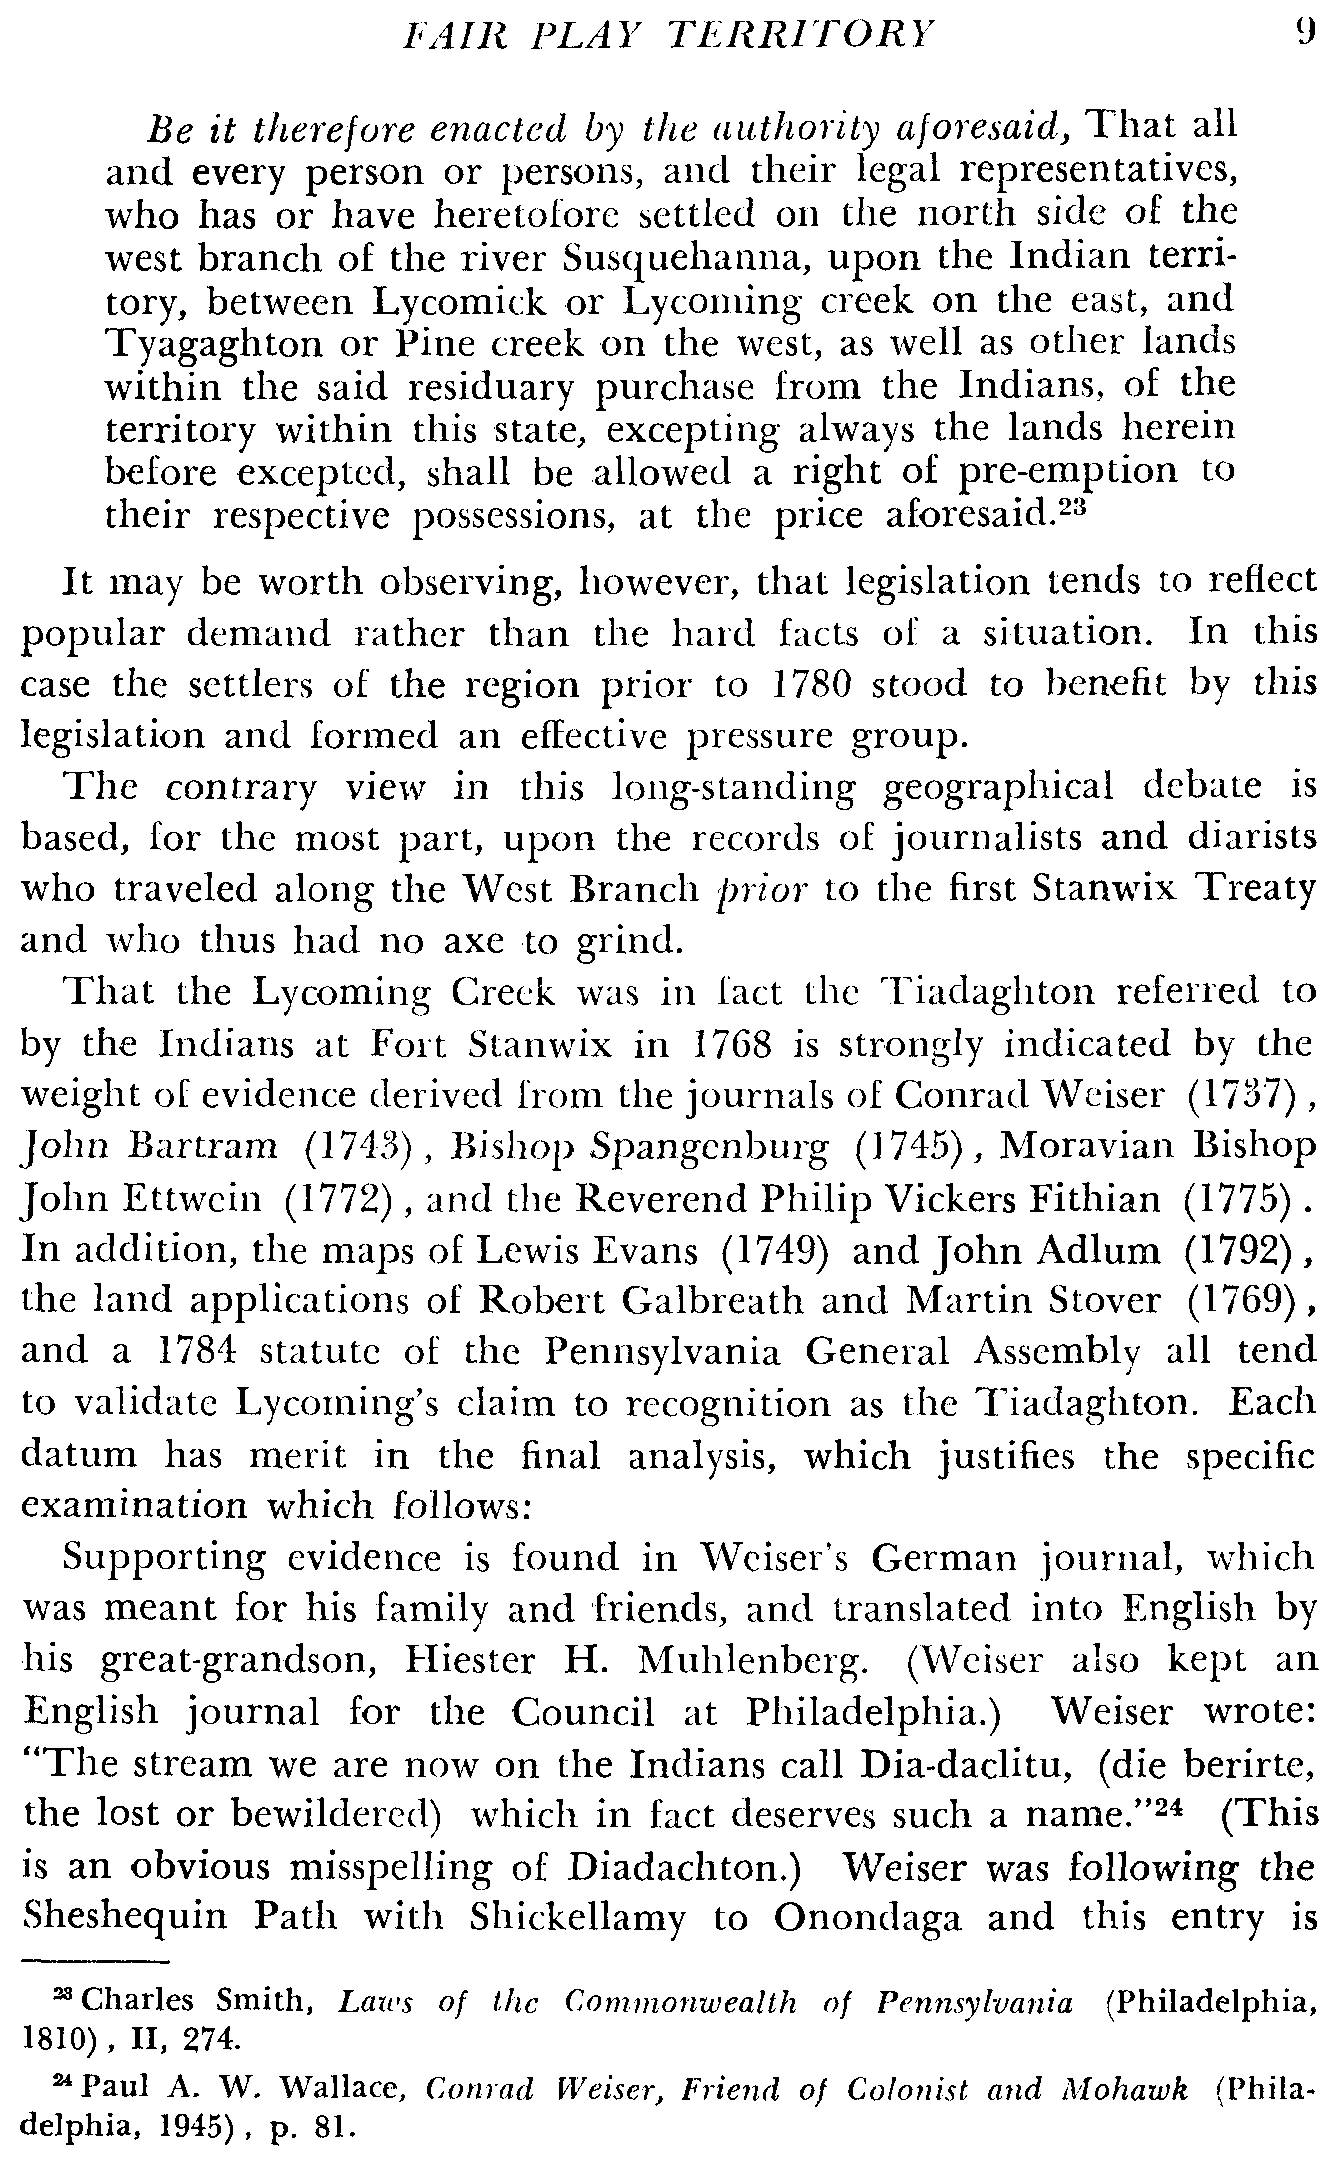 FAIR PLAY TERRITORY 9
Be it therefore enacted by the authority aforesaid, That all
and every person or persons, and their legal representatives,
who has or have heretofore settled on the north side of the
west branch of the river Susquehanna, upon the Indian terri-
tory, between Lycomick or Lycoming creek on the east, and
Tyagaghton or Pine creek on the west, as well as other lands
within the said residuary purchase from the Indians, of the
territory within this state, excepting always the lands herein
before excepted, shall be allowed a right of pre-emption to
their respective possessions, at the price aforesaid.²³
It may be worth observing, however, that legislation tends to reflect
popular demand rather than the hard facts of a situation. In this
case the settlers of the region prior to 1780 stood to benefit by this
legislation and formed an effective pressure group.
The contrary view in this long-standing geographical debate is
based, for the most part, upon the records of journalists and diarists
who traveled along the West Branch prior to the first Stanwix Treaty
and who thus had no axe to grind.
That the Lycoming Creek was in fact the Tiadaghton referred to
by the Indians at Fort Stanwix in 1768 is strongly indicated by the
weight of evidence derived from the journals of Conrad Weiser (1737),
John Bartram (1743), Bishop Spangenburg (1745), Moravian Bishop
John Ettwein (1772), and the Reverend Philip Vickers Fithian (1775).
In addition, the maps of Lewis Evans (1749) and John Adlum (1792),
the land applications of Robert Galbreath and Martin Stover (1769),
and a 1784 statute of the Pennsylvania General Assembly all tend
to validate Lycoming's claim to recognition as the Tiadaghton. Each
datum has merit in the final analysis, which justifies the specific
examination which follows:
Supporting evidence is found in Weiser's German journal, which
was meant for his family and friends, and translated into English by
his great-grandson, Hiester H. Muhlenberg. (Weiser also kept an
English journal for the Council at Philadelphia.) Weiser wrote:
"The stream we are now on the Indians call Dia-daclitu, (die berirte,
the lost or bewildered) which in fact deserves such a name."²⁴ (This
is an obvious misspelling of Diadachton.) Weiser was following the
Sheshequin Path with Shickellamy to Onondaga and this entry is
²³ Charles Smith, Laws of the Commonwealth of Pennsylvania (Philadelphia,
1810), II, 274.
²⁴ Paul A. W. Wallace, Conrad Weiser, Friend of Colonist and Mohawk (Phila-
delphia, 1945), p. 81.